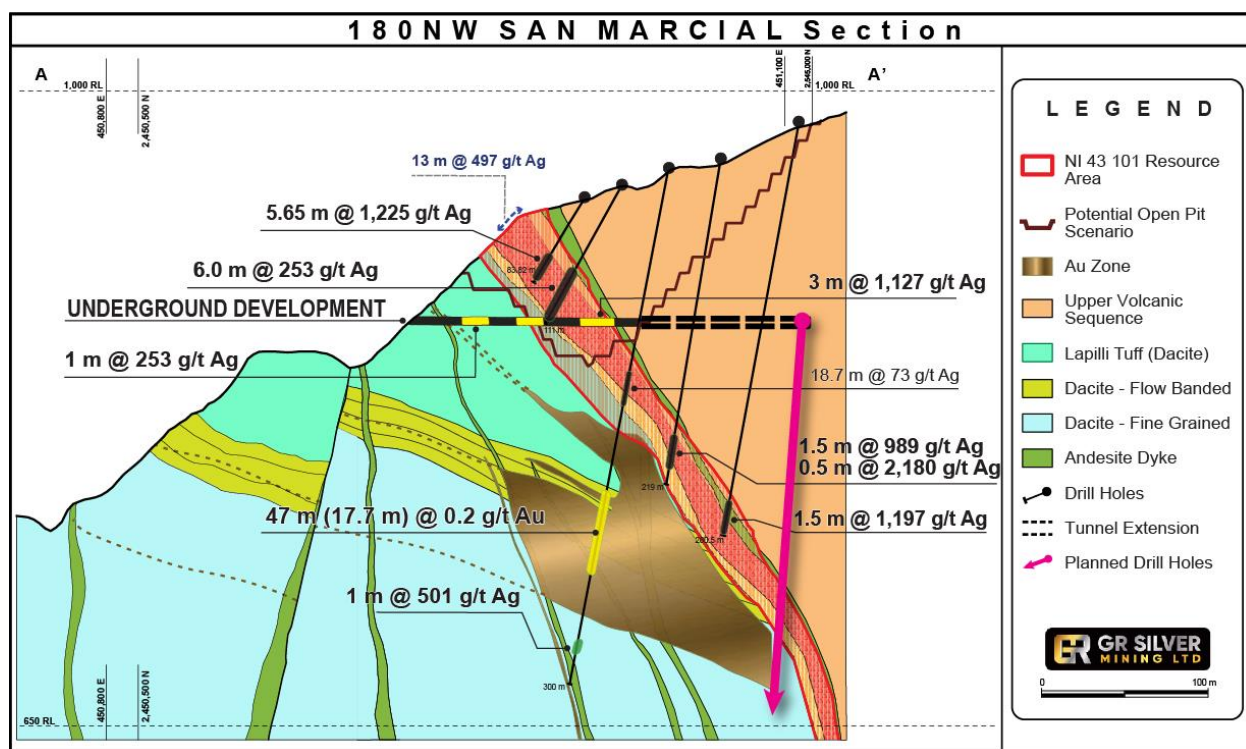 180NW SAN MARCIAL Section
A
A'
1,000 RL
450,800 E
2,450,500 N
451,100 E
2,545,000 N
1,000 RL
13 m @ 497 g/t Ag
5.65 m @ 1,225 g/t Ag
83.82 m
6.0 m @ 253 g/t Ag
3 m @ 1,127 g/t Ag
UNDERGROUND DEVELOPMENT
111 m
1 m @ 253 g/t Ag
18.7 m @ 73 g/t Ag
1.5 m @ 989 g/t Ag
0.5 m @ 2,180 g/t Ag
219 m
47 m (17.7 m) @ 0.2 g/t Au
1.5 m @ 1,197 g/t Ag
1 m @ 501 g/t Ag
300 m
450,800 E
2,450,500 N
650 RL
LEGEND
NI 43 101 Resource
Area
Potential Open Pit
Scenario
Au Zone
Upper Volcanic
Sequence
Lapilli Tuff (Dacite)
Dacite - Flow Banded
Dacite - Fine Grained
Andesite Dyke
Drill Holes
Tunnel Extension
Planned Drill Holes
GR SILVER
MINING LTD
0
100 m